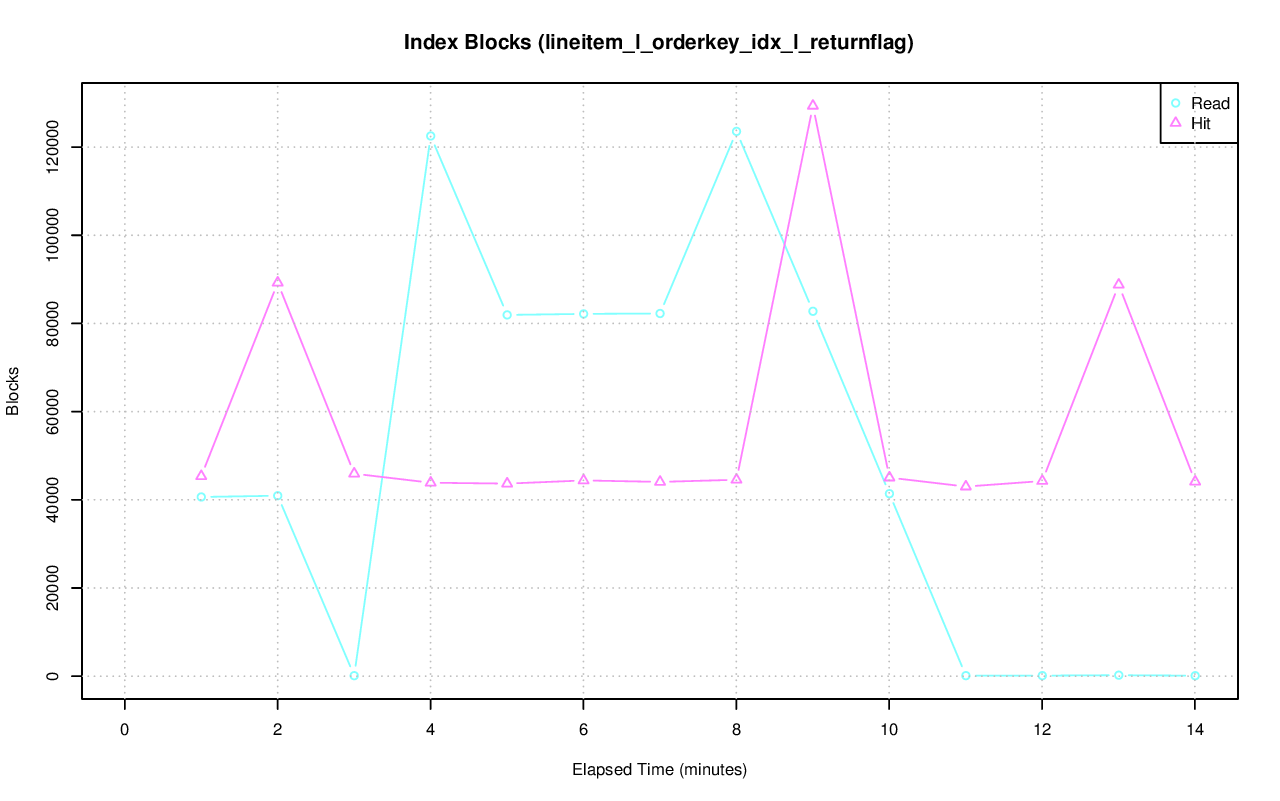 Index Blocks (lineitem_l_orderkey_idx_l_returnflag)
Read
Hit
Blocks
120000
100000
80000
60000
40000
20000
0
0 2 4 6 8 10 12 14
Elapsed Time (minutes)